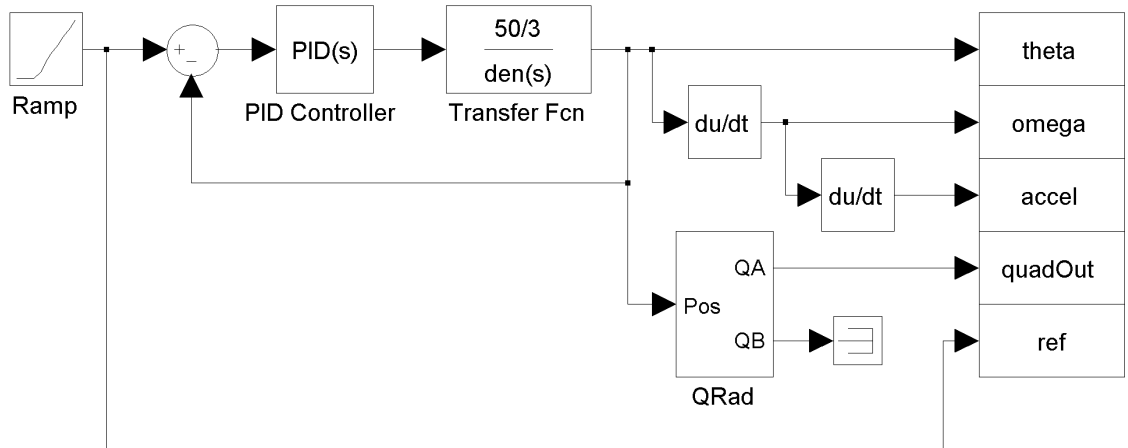 Ramp
+
−
PID(s)
PID Controller
50/3
den(s)
Transfer Fcn
du/dt
du/dt
Pos
QA
QB
QRad
theta
omega
accel
quadOut
ref